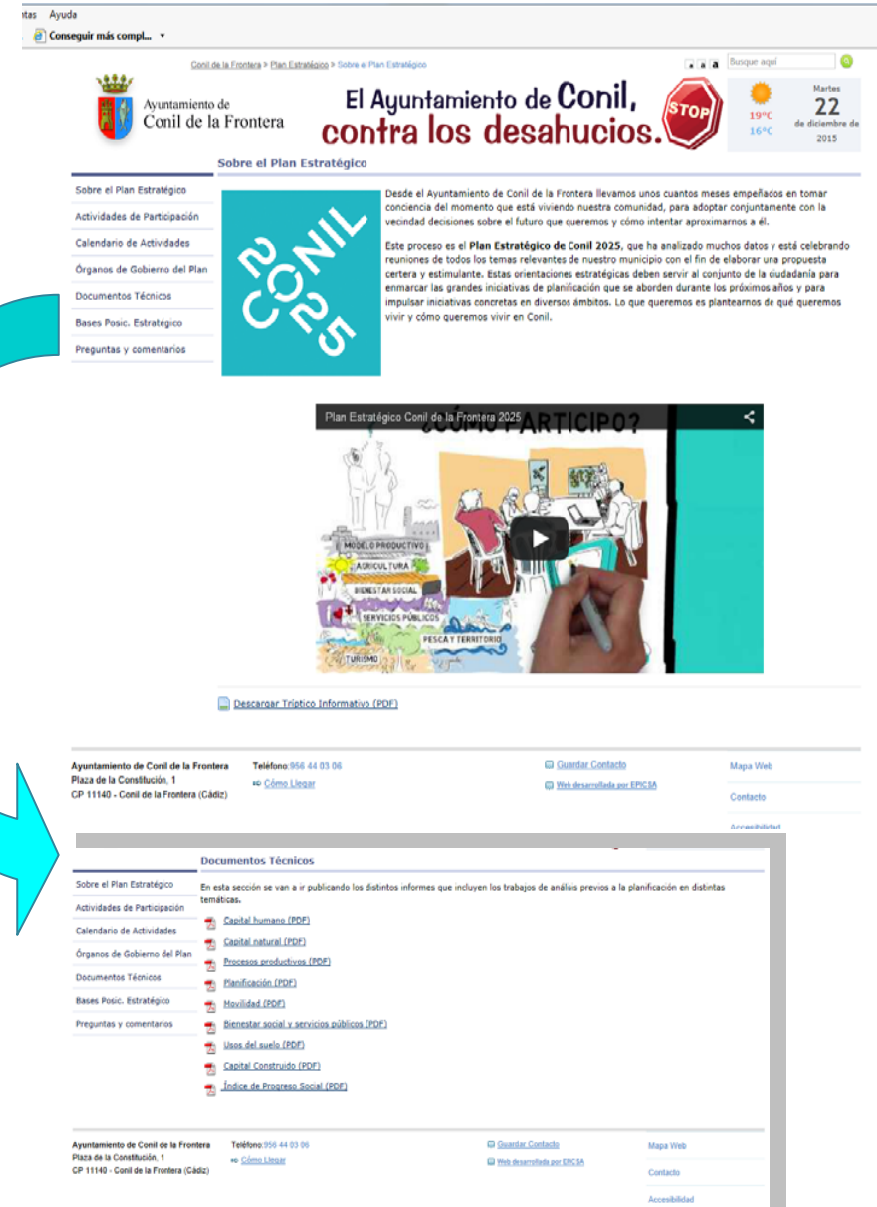 ntas Ayuda
Conseguir más compl...
Conil de la Frontera > Plan Estratégico > Sobre e Plan Estratégico
a a a
Busque aquí
Ayuntamiento de
Conil de la Frontera
El Ayuntamiento de Conil,
contra los desahucios.
STOP
19ºC
16ºC
Martes
22
de diciembre de
2015
Sobre el Plan Estratégico
Sobre el Plan Estratégico
Actividades de Participación
Calendario de Actividades
Órganos de Gobierno del Plan
Documentos Técnicos
Bases Posic. Estratégico
Preguntas y comentarios
CONIL
2025
Desde el Ayuntamiento de Conil de la Frontera llevamos unos cuantos meses empeñados en tomar
conciencia del momento que está viviendo nuestra comunidad, para adoptar conjuntamente con la
vecindad decisiones sobre el futuro que queremos y cómo intentar aproximarnos a él.
Este proceso es el Plan Estratégico de Conil 2025, que ha analizado muchos datos y está celebrando
reuniones de todos los temas relevantes de nuestro municipio con el fin de elaborar una propuesta
certera y estimulante. Estas orientaciones estratégicas deben servir al conjunto de la ciudadanía para
enmarcar las grandes iniciativas de planificación que se aborden durante los próximos años y para
impulsar iniciativas concretas en diversos ámbitos. Lo que queremos es plantearnos de qué queremos
vivir y cómo queremos vivir en Conil.
Plan Estratégico Conil de la Frontera 2025
¿CÓMO PARTICIPO?
MODELO PRODUCTIVO
AGRICULTURA
BIENESTAR SOCIAL
SERVICIOS PÚBLICOS
PESCA Y TERRITORIO
TURISMO
Descargar Tríptico Informativo (PDF)
Ayuntamiento de Conil de la Frontera
Plaza de la Constitución, 1
CP 11140 - Conil de la Frontera (Cádiz)
Teléfono:956 44 03 06
Cómo Llegar
Guardar Contacto
Web desarrollada por EPICSA
Mapa Web
Contacto
Accesibilidad
Documentos Técnicos
Sobre el Plan Estratégico
Actividades de Participación
Calendario de Actividades
Órganos de Gobierno del Plan
Documentos Técnicos
Bases Posic. Estratégico
Preguntas y comentarios
En esta sección se van a ir publicando los distintos informes que incluyen los trabajos de análisis previos a la planificación en distintas
temáticas.
Capital humano (PDF)
Capital natural (PDF)
Procesos productivos (PDF)
Planificación (PDF)
Movilidad (PDF)
Bienestar social y servicios públicos (PDF)
Usos del suelo (PDF)
Capital Construido (PDF)
Índice de Progreso Social (PDF)
Ayuntamiento de Conil de la Frontera
Plaza de la Constitución, 1
CP 11140 - Conil de la Frontera (Cádiz)
Teléfono:956 44 03 06
Cómo Llegar
Guardar Contacto
Web desarrollada por EPICSA
Mapa Web
Contacto
Accesibilidad